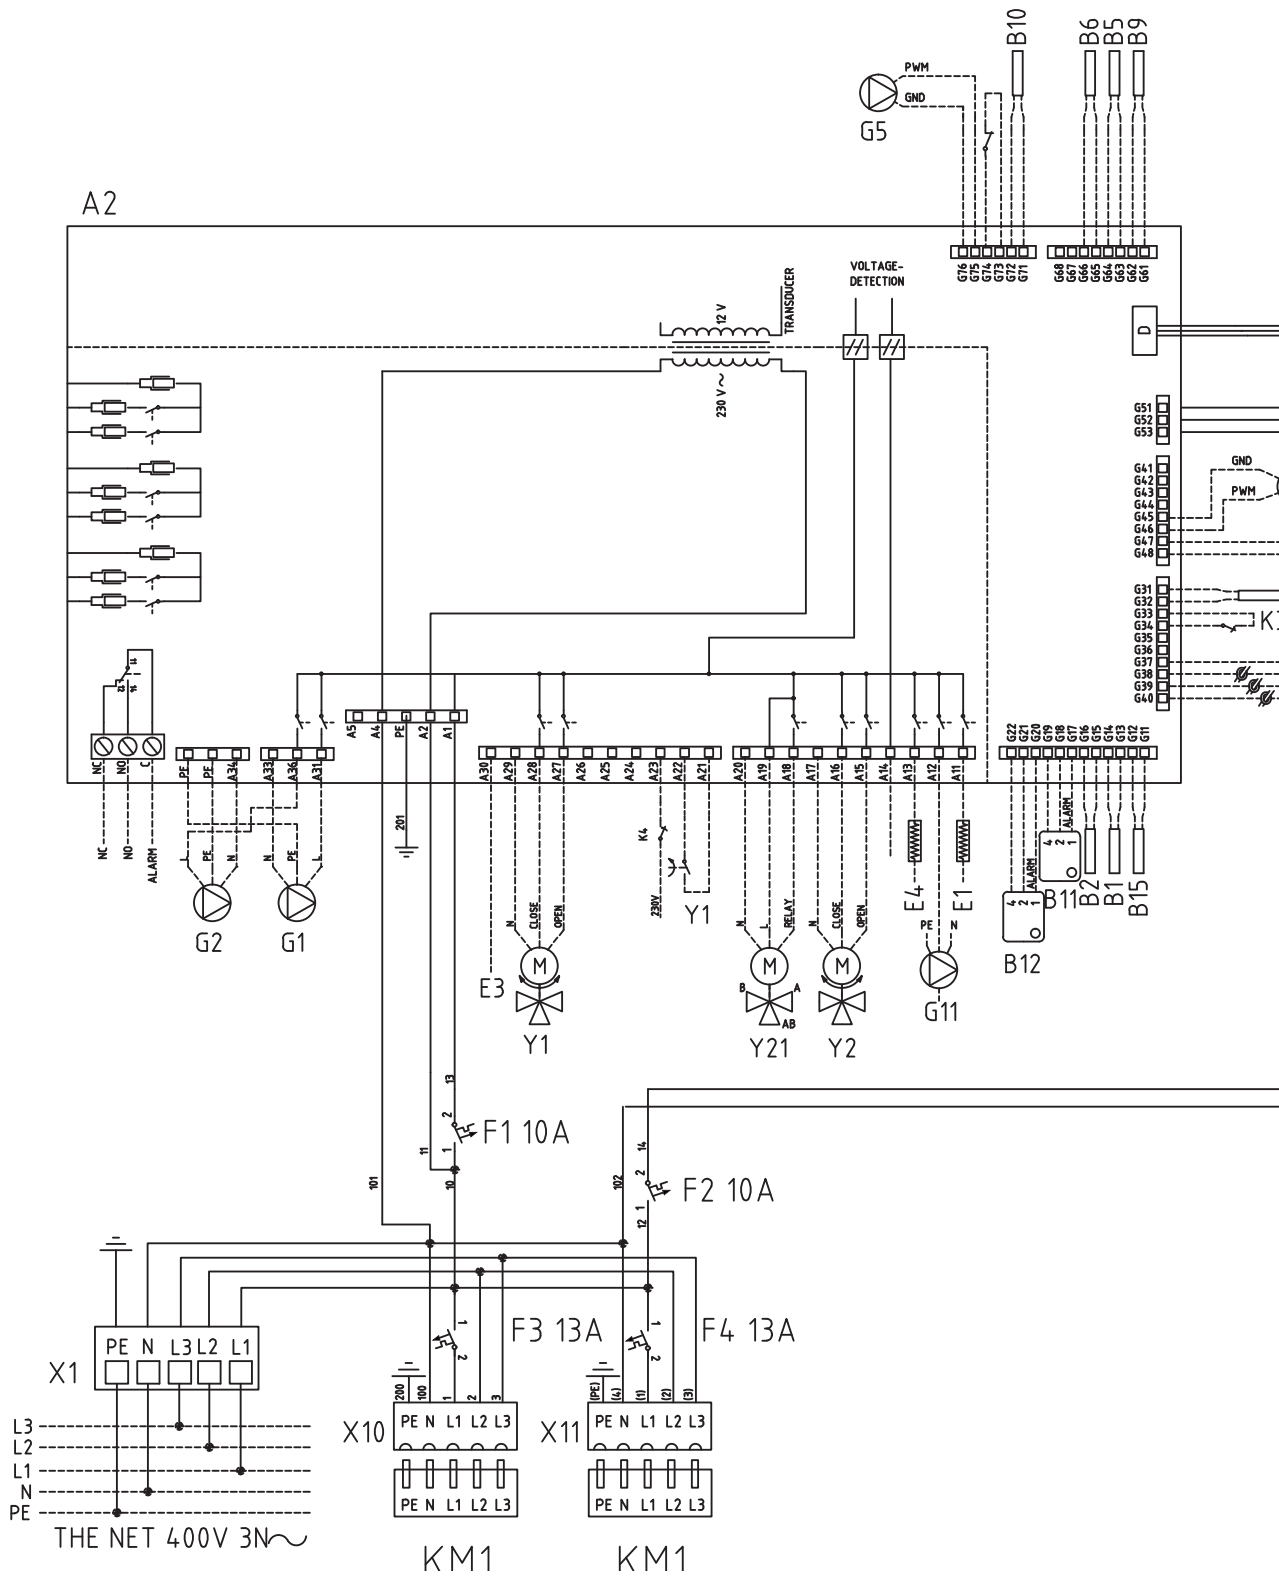 B10
B6
B5
B9
PWM
GND
G5
A2
G76
G75
G74
G73
G72
G71
G68
G67
G66
G65
G64
G63
G62
G61
VOLTAGE-
DETECTION
TRANSDUCER
12 V
230 V~
D
G51
G52
G53
G41
G42
G43
G44
G45
G46
G47
G48
GND
PWM
G31
G32
G33
G34
G35
G36
G37
G38
G39
G40
11
12
14
NC
NO
C
PE
PE
A34
A33
A36
A31
A5
A4
PE
A2
A1
A30
A29
A28
A27
A26
A25
A24
A23
A22
A21
A20
A19
A18
A17
A16
A15
A14
A13
A12
A11
G22
G21
G20
G19
G18
G17
G16
G15
G14
G13
G12
G11
NC
NO
ALARM
L
PE
N
N
PE
L
G2
G1
201
K4
230V
Y1
E3
N
CLOSE
OPEN
M
Y1
N
L
RELAY
M
B
A
AB
Y21
N
CLOSE
OPEN
M
Y2
E4
E1
PE
N
G11
4
2
1
ALARM
B12
4
2
1
ALARM
B11
B2
B1
B15
13
2
1
F1 10A
11
10
101
102
14
2
1
12
F2 10A
PE N L3 L2 L1
X1
L3
L2
L1
N
PE
THE NET 400V 3N~
1
2
F3 13A
1
2
F4 13A
200
100
1
2
3
(PE)
(4)
(1)
(2)
(3)
X10
PE N L1 L2 L3
X11
PE N L1 L2 L3
PE N L1 L2 L3
PE N L1 L2 L3
KM1
KM1